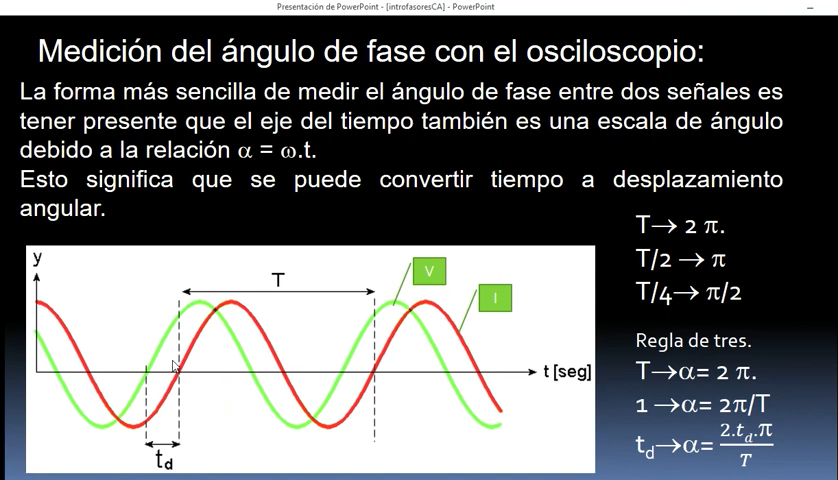 Presentación de PowerPoint - [introfasoresCA] - PowerPoint
Medición del ángulo de fase con el osciloscopio:
La forma más sencilla de medir el ángulo de fase entre dos señales es
tener presente que el eje del tiempo también es una escala de ángulo
debido a la relación α = ω.t.
Esto significa que se puede convertir tiempo a desplazamiento
angular.
T→ 2 π.
T/2 → π
T/4→ π/2
Regla de tres.
T→α= 2 π.
1 →α= 2π/T
t_d→α= 2.t_d.π / T
y
T
V
I
t [seg]
t_d